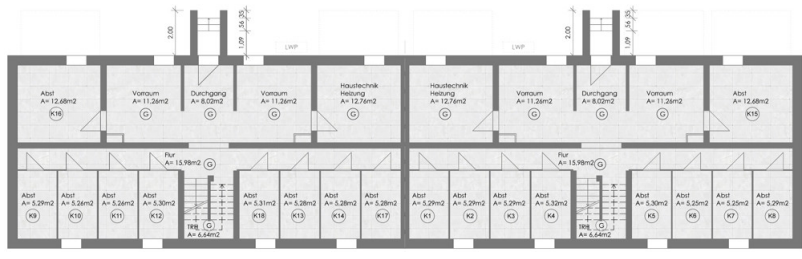 2.00
1.09 .56 .35
LWP
LWP
2.00
1.09 .56 .35
Abst
A= 12,68m2
K16
Vorraum
A= 11,26m2
G
Durchgang
A= 8,02m2
G
Vorraum
A= 11,26m2
G
Haustechnik
Heizung
A= 12,76m2
G
Haustechnik
Heizung
A= 12,76m2
G
Vorraum
A= 11,26m2
G
Durchgang
A= 8,02m2
G
Vorraum
A= 11,26m2
G
Abst
A= 12,68m2
K15
Flur
A= 15,98m2
G
Flur
A= 15,98m2
G
Abst
A= 5,29m2
K9
Abst
A= 5,26m2
K10
Abst
A= 5,26m2
K11
Abst
A= 5,30m2
K12
TRH
A= 6,64m2
G
Abst
A= 5,31m2
K18
Abst
A= 5,28m2
K13
Abst
A= 5,28m2
K14
Abst
A= 5,28m2
K17
Abst
A= 5,29m2
K1
Abst
A= 5,29m2
K2
Abst
A= 5,29m2
K3
Abst
A= 5,32m2
K4
TRH
A= 6,64m2
G
Abst
A= 5,30m2
K5
Abst
A= 5,25m2
K6
Abst
A= 5,25m2
K7
Abst
A= 5,29m2
K8